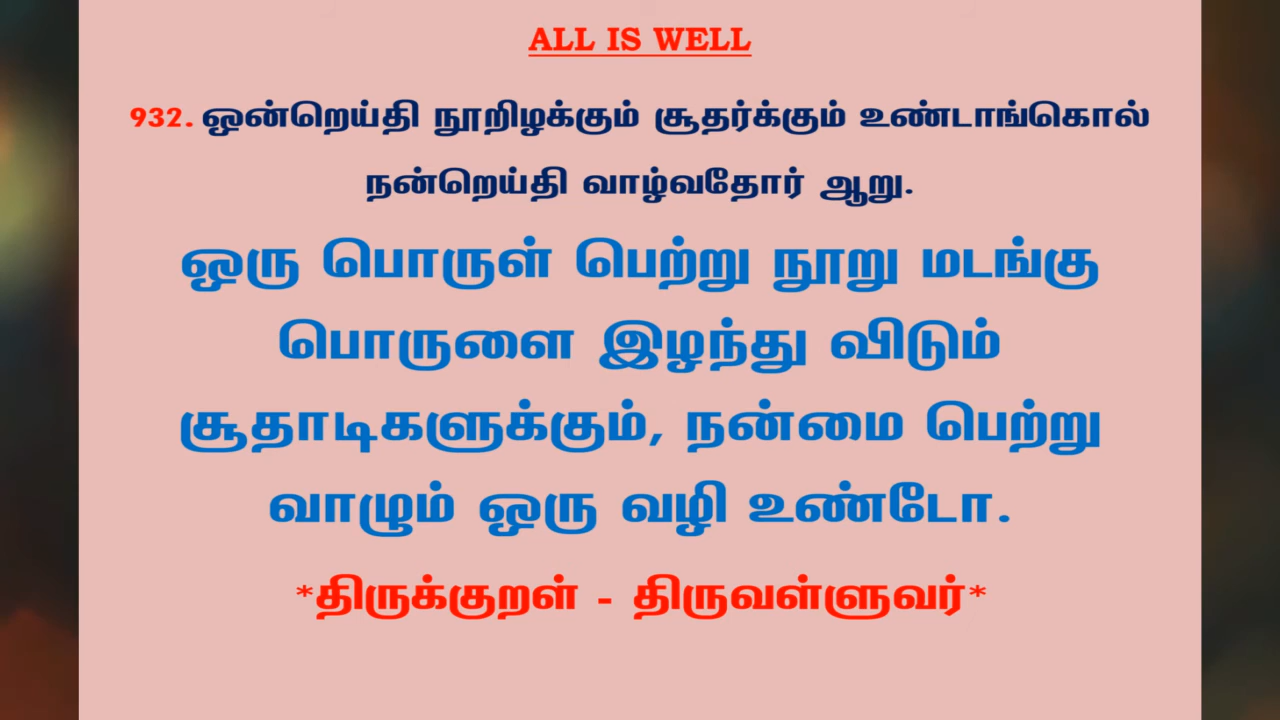 ALL IS WELL
932. ஒன்றெய்தி நூறிழக்கும் சூதர்க்கும் உண்டாங்கொல்
நன்றெய்தி வாழ்வதோர் ஆறு.
ஒரு பொருள் பெற்று நூறு மடங்கு
பொருளை இழந்து விடும்
சூதாடிகளுக்கும், நன்மை பெற்று
வாழும் ஒரு வழி உண்டோ.
*திருக்குறள் - திருவள்ளுவர்*